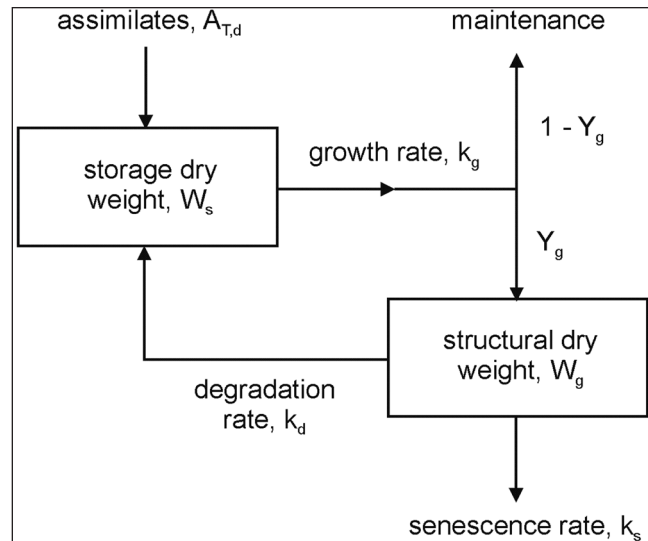 assimilates, A_T,d
maintenance
storage dry
weight, W_s
growth rate, k_g
1 - Y_g
Y_g
structural dry
weight, W_g
degradation
rate, k_d
senescence rate, k_s